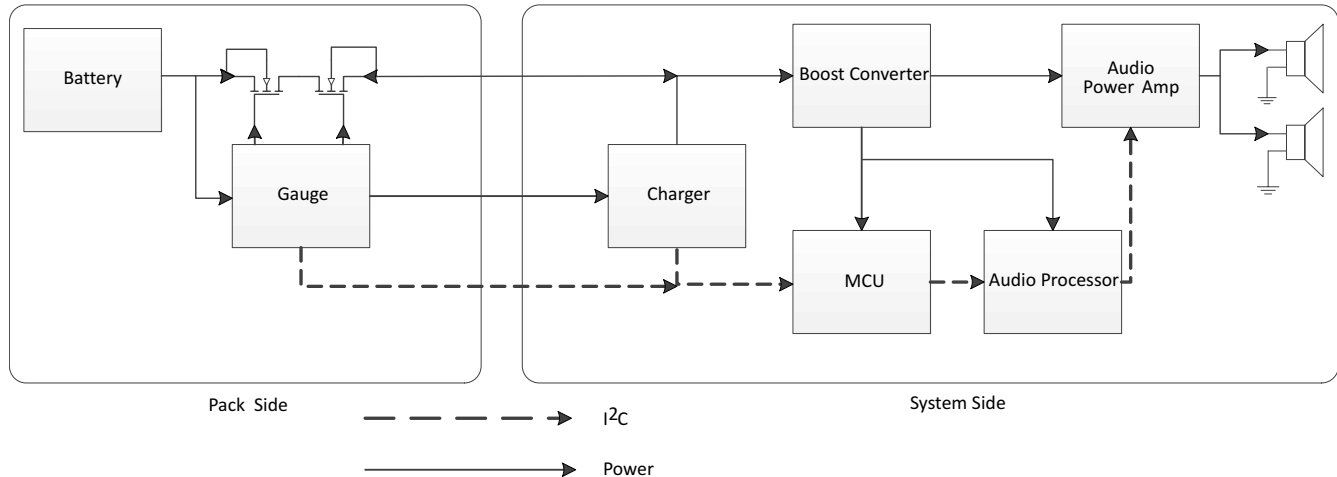 Battery
Boost Converter
Audio
Power Amp
Gauge
Charger
MCU
Audio Processor
Pack Side
System Side
I²C
Power